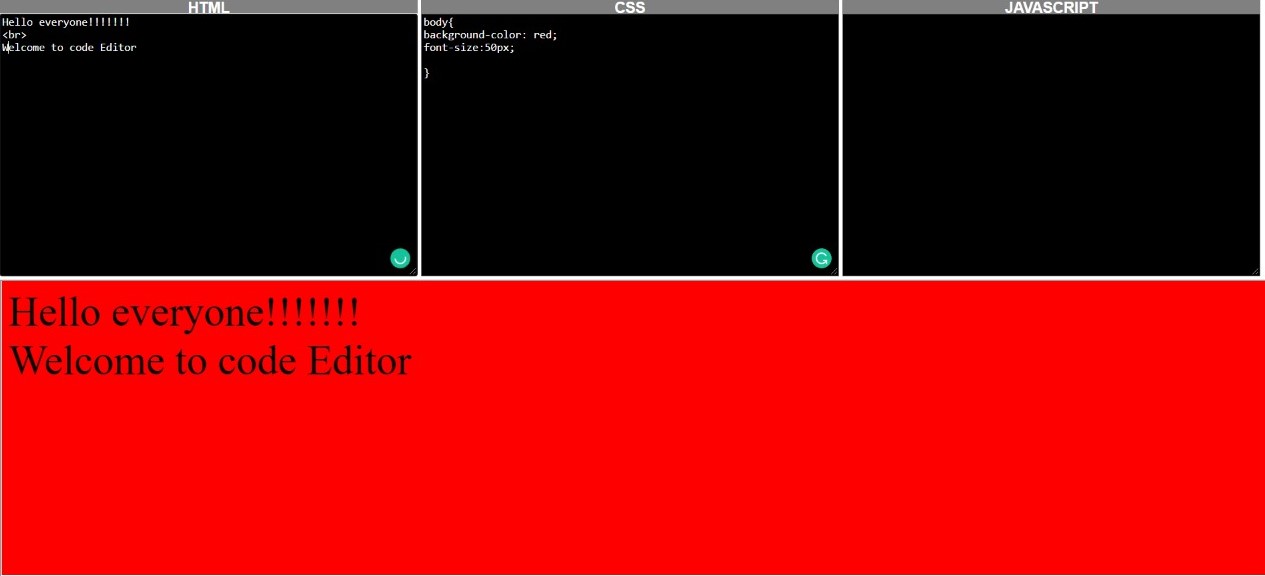 HTML
Hello everyone!!!!!!!
<br>
Welcome to code Editor
CSS
body{
background-color: red;
font-size:50px;
}
JAVASCRIPT
Hello everyone!!!!!!!
Welcome to code Editor